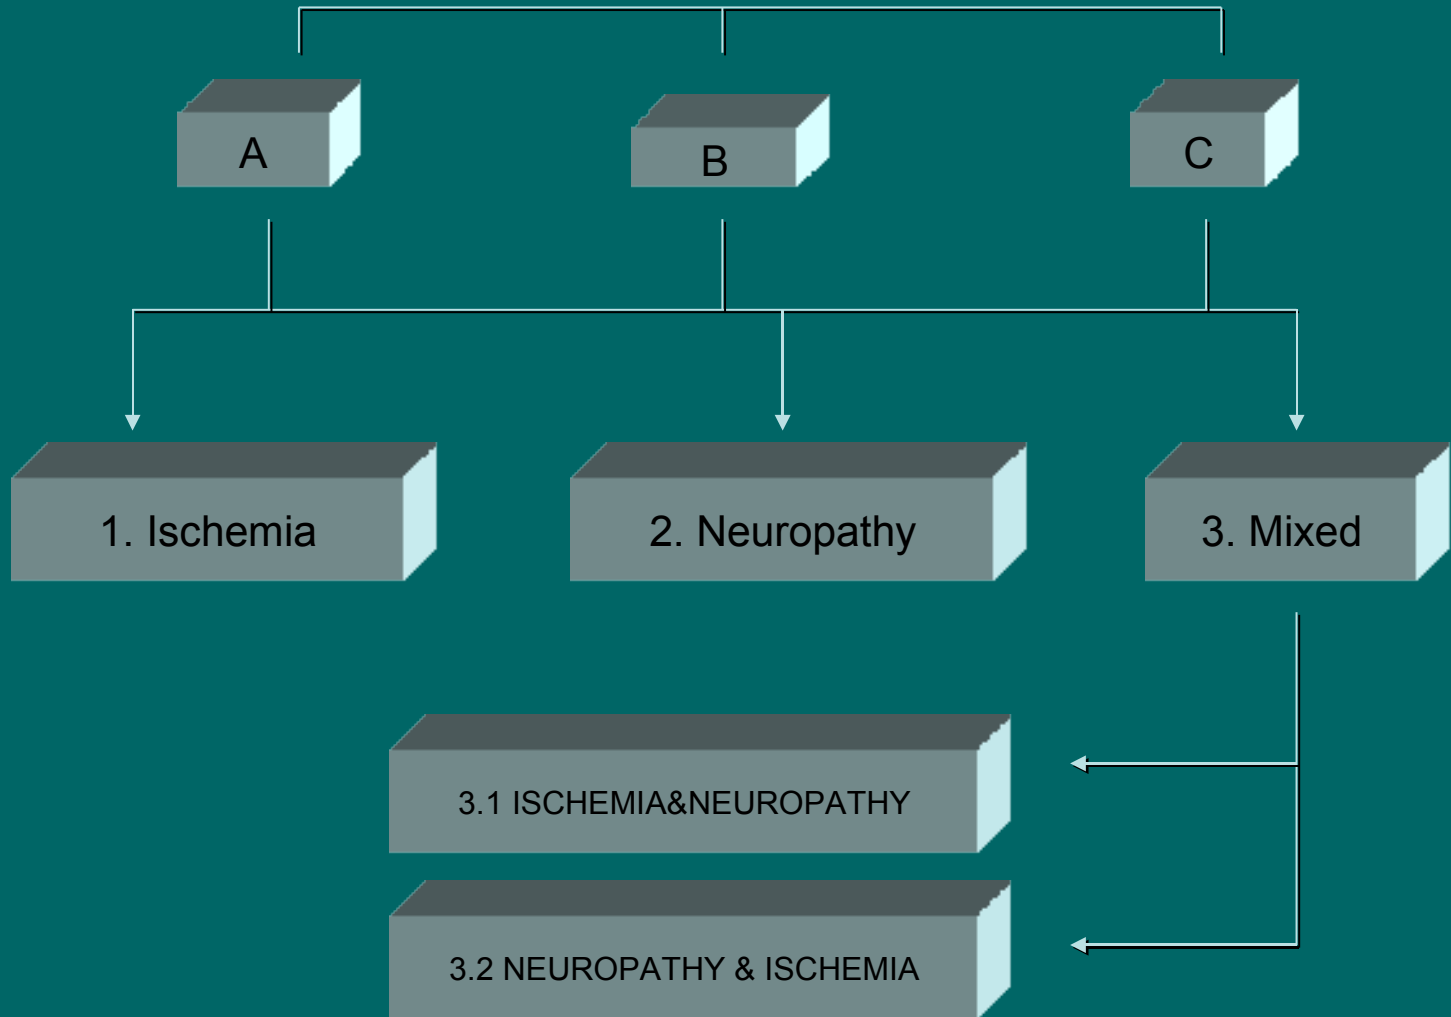 A
B
C
1. Ischemia
2. Neuropathy
3. Mixed
3.1 ISCHEMIA&NEUROPATHY
3.2 NEUROPATHY & ISCHEMIA